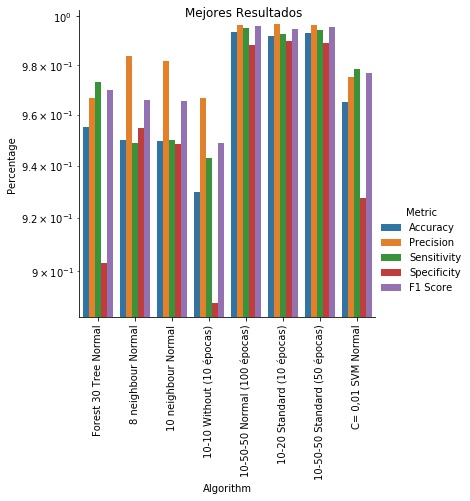 Mejores Resultados
10⁰
9.8 × 10⁻¹
9.6 × 10⁻¹
9.4 × 10⁻¹
9.2 × 10⁻¹
9 × 10⁻¹
Percentage
Metric
Accuracy
Precision
Sensitivity
Specificity
F1 Score
Forest 30 Tree Normal
8 neighbour Normal
10 neighbour Normal
10-10 Without (10 épocas)
10-50-50 Normal (100 épocas)
10-20 Standard (10 épocas)
10-50-50 Standard (50 épocas)
C= 0,01 SVM Normal
Algorithm